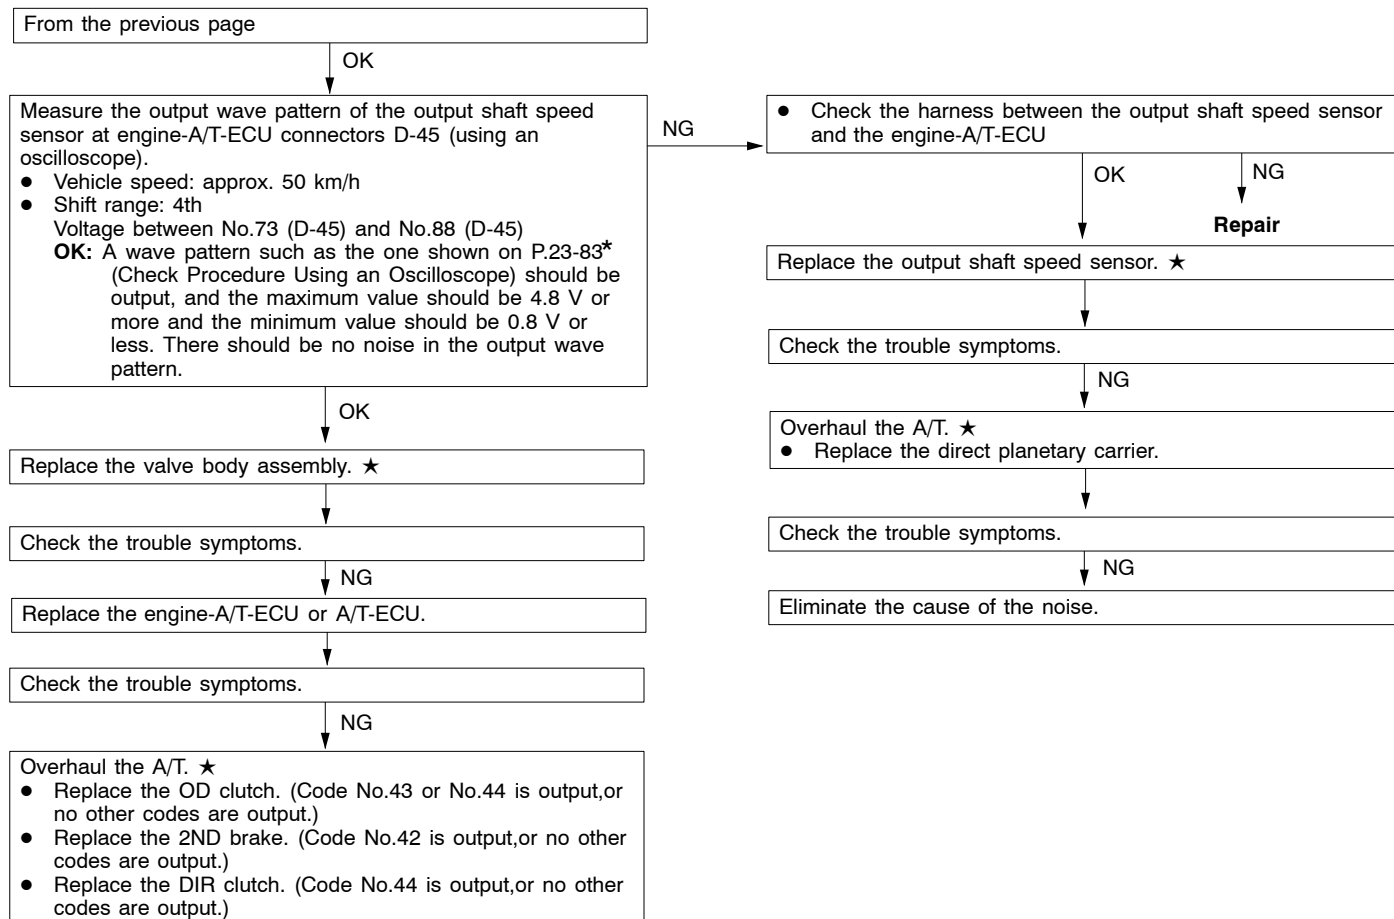 From the previous page
OK
Measure the output wave pattern of the output shaft speed
sensor at engine-A/T-ECU connectors D-45 (using an
oscilloscope).
● Vehicle speed: approx. 50 km/h
● Shift range: 4th
Voltage between No.73 (D-45) and No.88 (D-45)
OK: A wave pattern such as the one shown on P.23-83*
(Check Procedure Using an Oscilloscope) should be
output, and the maximum value should be 4.8 V or
more and the minimum value should be 0.8 V or
less. There should be no noise in the output wave
pattern.
OK
Replace the valve body assembly. ★
Check the trouble symptoms.
NG
Replace the engine-A/T-ECU or A/T-ECU.
Check the trouble symptoms.
NG
Overhaul the A/T. ★
● Replace the OD clutch. (Code No.43 or No.44 is output,or
no other codes are output.)
● Replace the 2ND brake. (Code No.42 is output,or no other
codes are output.)
● Replace the DIR clutch. (Code No.44 is output,or no other
codes are output.)
NG
● Check the harness between the output shaft speed sensor
and the engine-A/T-ECU
OK
NG
Repair
Replace the output shaft speed sensor. ★
Check the trouble symptoms.
NG
Overhaul the A/T. ★
● Replace the direct planetary carrier.
Check the trouble symptoms.
NG
Eliminate the cause of the noise.